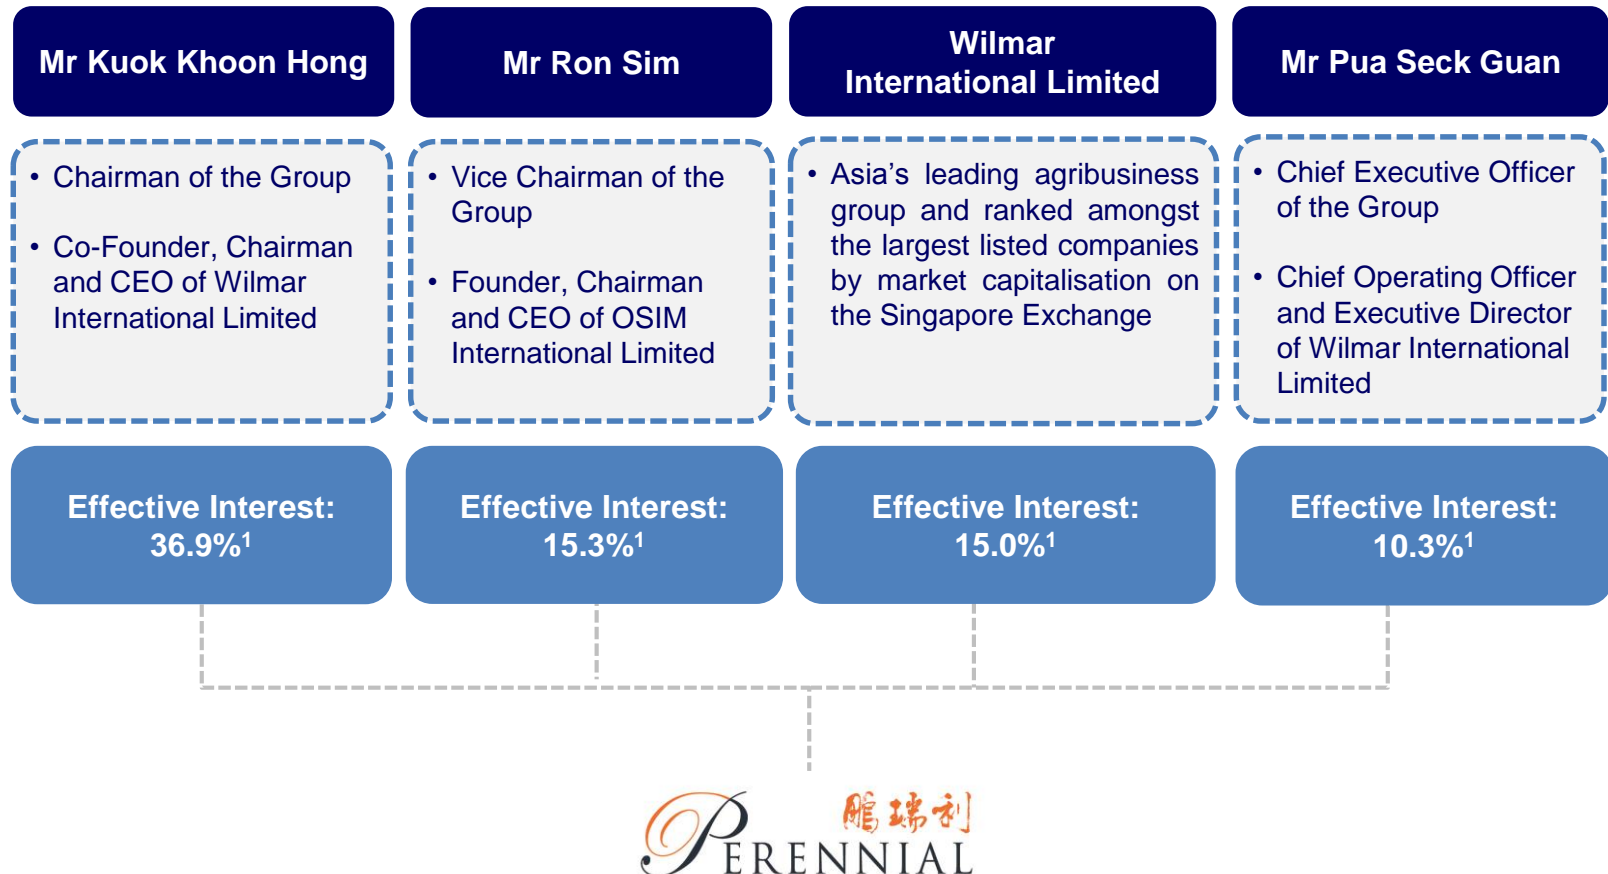 Mr Kuok Khoon Hong
• Chairman of the Group
• Co-Founder, Chairman
and CEO of Wilmar
International Limited
Effective Interest:
36.9%¹
Mr Ron Sim
• Vice Chairman of the
Group
• Founder, Chairman
and CEO of OSIM
International Limited
Effective Interest:
15.3%¹
Wilmar
International Limited
• Asia’s leading agribusiness
group and ranked amongst
the largest listed companies
by market capitalisation on
the Singapore Exchange
Effective Interest:
15.0%¹
Mr Pua Seck Guan
• Chief Executive Officer
of the Group
• Chief Operating Officer
and Executive Director
of Wilmar International
Limited
Effective Interest:
10.3%¹
鵬瑞利
PERENNIAL